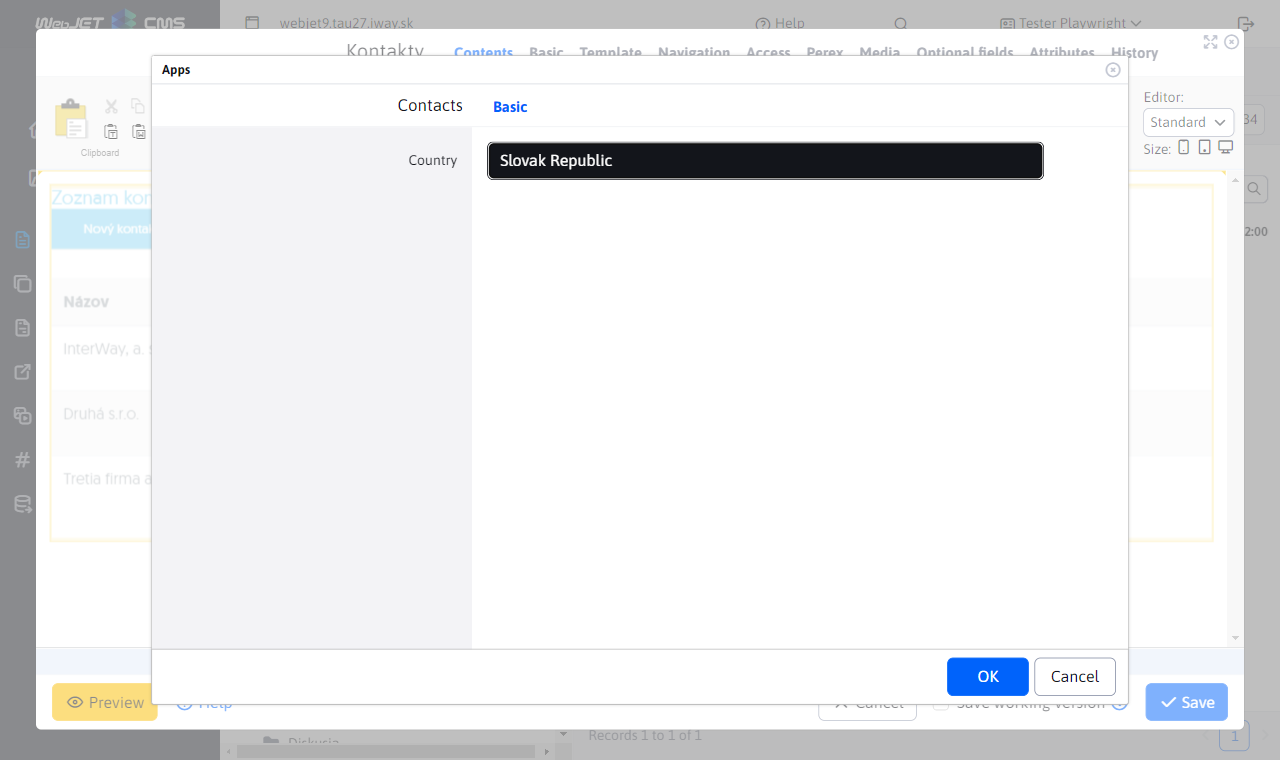 WebJET CMS
webjet9.tau27.iway.sk
Help
Tester Playwright
Kontakty
Contents
Basic
Template
Navigation
Access
Perex
Media
Optional fields
Attributes
History
Apps
Contacts
Basic
Country
Slovak Republic
Clipboard
Editor:
Standard
Size:
34
2:00
Zoznam kon
Nový kontak
Názov
InterWay, a. s
Druhá s.r.o.
Tretia firma a
OK
Cancel
Preview
Help
Cancel
Save working version
Save
Diskusia
Records 1 to 1 of 1
1